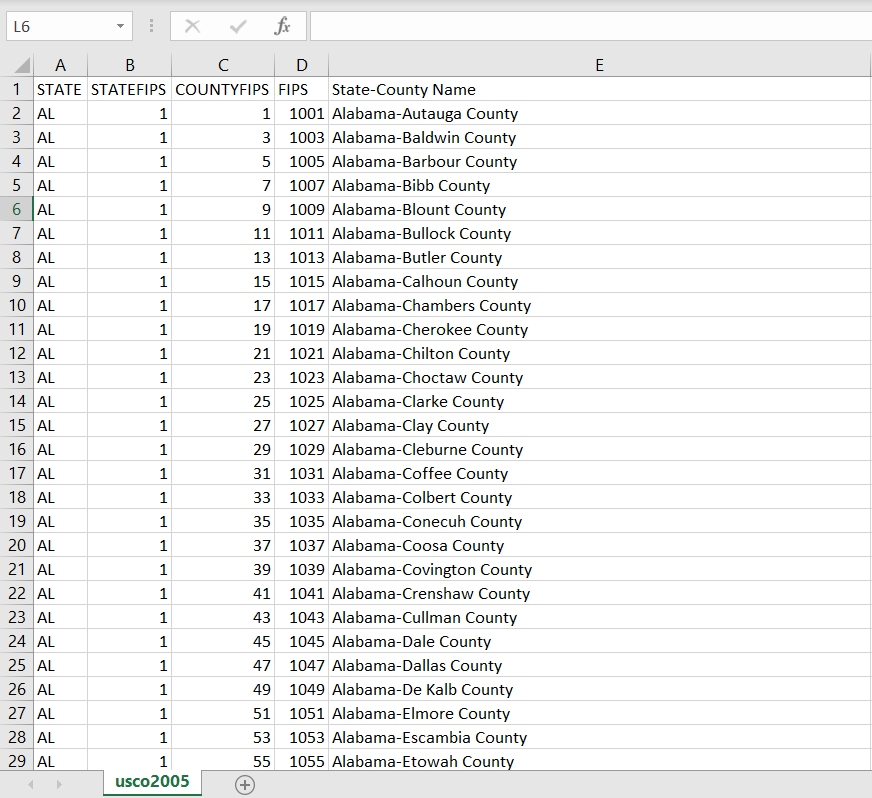 L6 fx
A B C D E
1 STATE STATEFIPS COUNTYFIPS FIPS State-County Name
2 AL 1 1 1001 Alabama-Autauga County
3 AL 1 3 1003 Alabama-Baldwin County
4 AL 1 5 1005 Alabama-Barbour County
5 AL 1 7 1007 Alabama-Bibb County
6 AL 1 9 1009 Alabama-Blount County
7 AL 1 11 1011 Alabama-Bullock County
8 AL 1 13 1013 Alabama-Butler County
9 AL 1 15 1015 Alabama-Calhoun County
10 AL 1 17 1017 Alabama-Chambers County
11 AL 1 19 1019 Alabama-Cherokee County
12 AL 1 21 1021 Alabama-Chilton County
13 AL 1 23 1023 Alabama-Choctaw County
14 AL 1 25 1025 Alabama-Clarke County
15 AL 1 27 1027 Alabama-Clay County
16 AL 1 29 1029 Alabama-Cleburne County
17 AL 1 31 1031 Alabama-Coffee County
18 AL 1 33 1033 Alabama-Colbert County
19 AL 1 35 1035 Alabama-Conecuh County
20 AL 1 37 1037 Alabama-Coosa County
21 AL 1 39 1039 Alabama-Covington County
22 AL 1 41 1041 Alabama-Crenshaw County
23 AL 1 43 1043 Alabama-Cullman County
24 AL 1 45 1045 Alabama-Dale County
25 AL 1 47 1047 Alabama-Dallas County
26 AL 1 49 1049 Alabama-De Kalb County
27 AL 1 51 1051 Alabama-Elmore County
28 AL 1 53 1053 Alabama-Escambia County
29 AL 1 55 1055 Alabama-Etowah County
usco2005